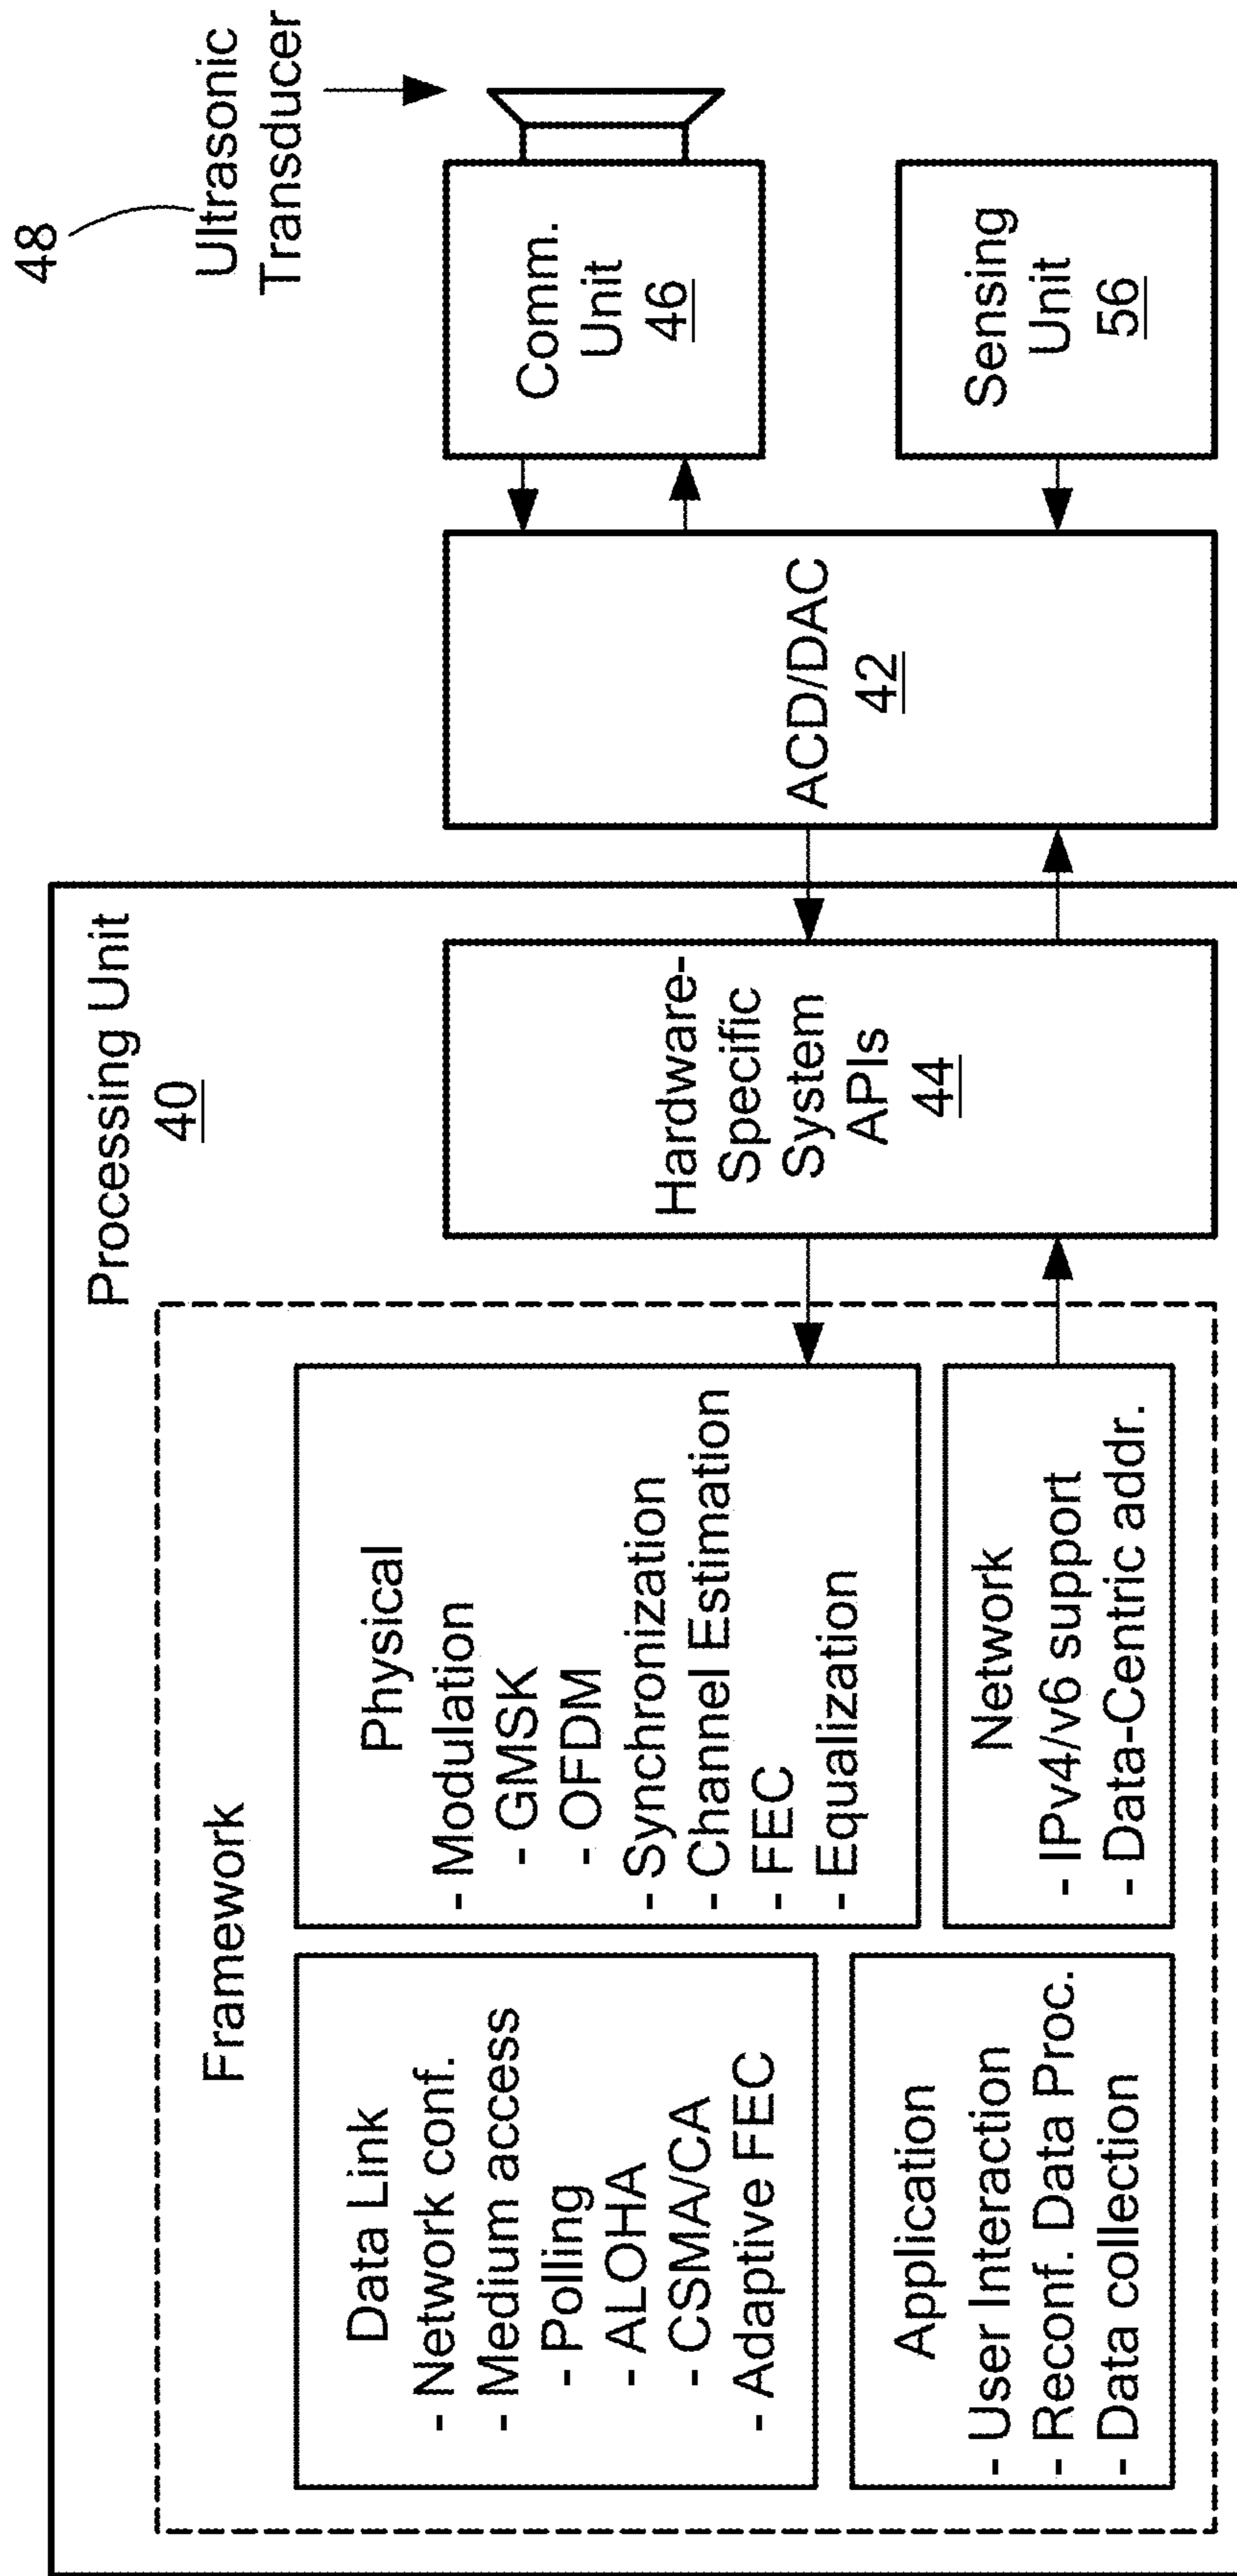 Processing Unit
40
Framework
Data Link
- Network conf.
- Medium access
- Polling
- ALOHA
- CSMA/CA
- Adaptive FEC
Physical
- Modulation
- GMSK
- OFDM
- Synchronization
- Channel Estimation
- FEC
- Equalization
Application
- User Interaction
- Reconf. Data Proc.
- Data collection
Network
- IPv4/v6 support
- Data-Centric addr.
Hardware-
Specific
System
APIs
44
ACD/DAC
42
48
Ultrasonic
Transducer
Comm.
Unit
46
Sensing
Unit
56